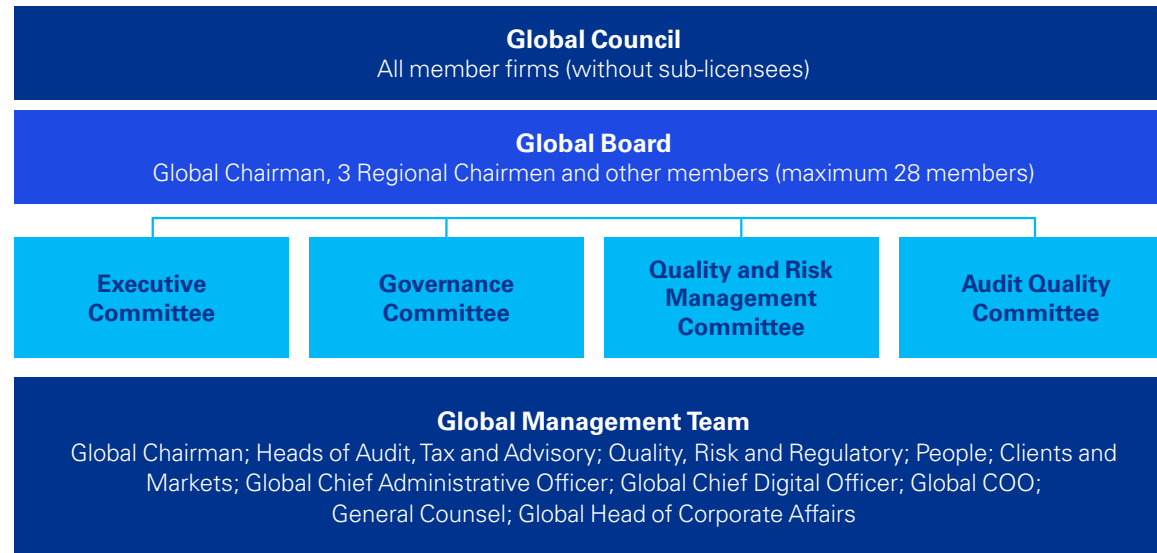 Global Council
All member firms (without sub-licensees)
Global Board
Global Chairman, 3 Regional Chairmen and other members (maximum 28 members)
Executive
Committee
Governance
Committee
Quality and Risk
Management
Committee
Audit Quality
Committee
Global Management Team
Global Chairman; Heads of Audit, Tax and Advisory; Quality, Risk and Regulatory; People; Clients and
Markets; Global Chief Administrative Officer; Global Chief Digital Officer; Global COO;
General Counsel; Global Head of Corporate Affairs